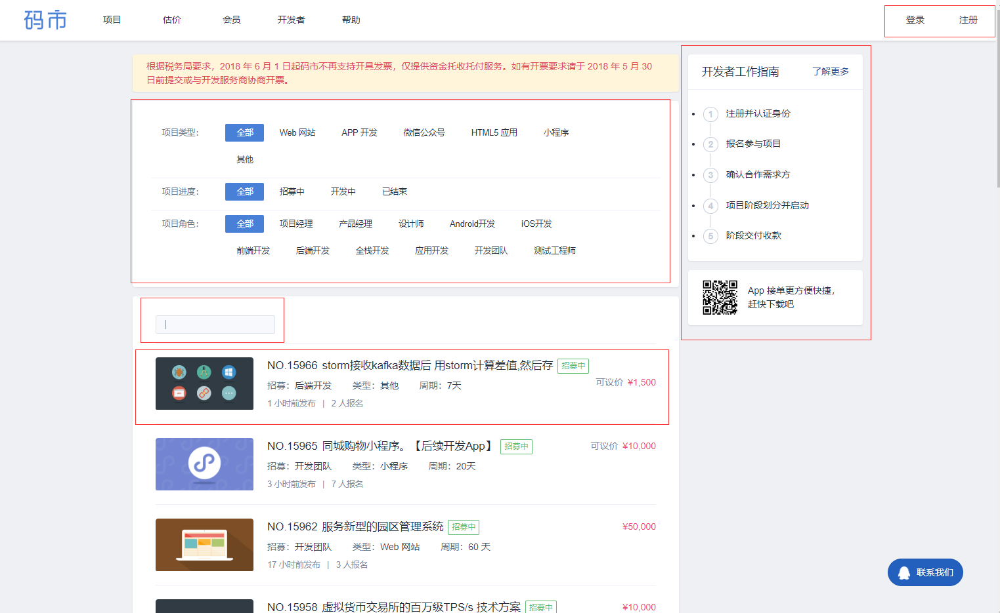 码市 项目 估价 会员 开发者 帮助 登录 注册
根据税务局要求，2018 年 6 月 1 日起码市不再支持开具发票，仅提供资金托收托付服务。如有开票要求请于 2018 年 5 月 30
日前提交或与开发服务商协商开票。
项目类型： 全部 Web 网站 APP 开发 微信公众号 HTML5 应用 小程序
其他
项目进度： 全部 招募中 开发中 已结束
项目角色： 全部 项目经理 产品经理 设计师 Android开发 iOS开发
前端开发 后端开发 全栈开发 应用开发 开发团队 测试工程师
NO.15966 storm接收kafka数据后 用storm计算差值,然后存 招募中
可议价 ¥1,500
招募：后端开发 类型：其他 周期：7天
1 小时前发布 | 2 人报名
NO.15965 同城购物小程序。【后续开发App】 招募中 可议价 ¥10,000
招募：开发团队 类型：小程序 周期：20天
3 小时前发布 | 7 人报名
NO.15962 服务新型的园区管理系统 招募中 ¥50,000
招募：开发团队 类型：Web 网站 周期：60 天
17 小时前发布 | 3 人报名
NO.15958 虚拟货币交易所的百万级TPS/s 技术方案 招募中 ¥10,000
开发者工作指南 了解更多
1 注册并认证身份
2 报名参与项目
3 确认合作需求方
4 项目阶段划分并启动
5 阶段交付收款
App 接单更方便快捷，
赶快下载吧
联系我们